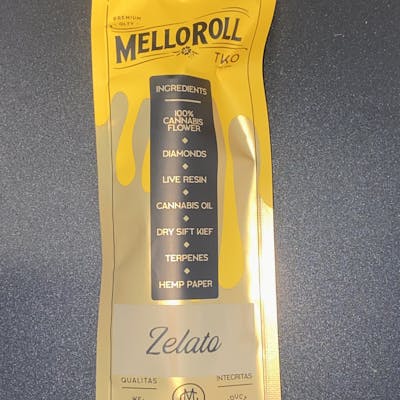 PREMIUM
QLTY
MELLOROLL
TKO
INGREDIENTS
100%
CANNABIS
FLOWER
DIAMONDS
LIVE RESIN
CANNABIS OIL
DRY SIFT KIEF
TERPENES
HEMP PAPER
Zelato
QUALITAS INTEGRITAS